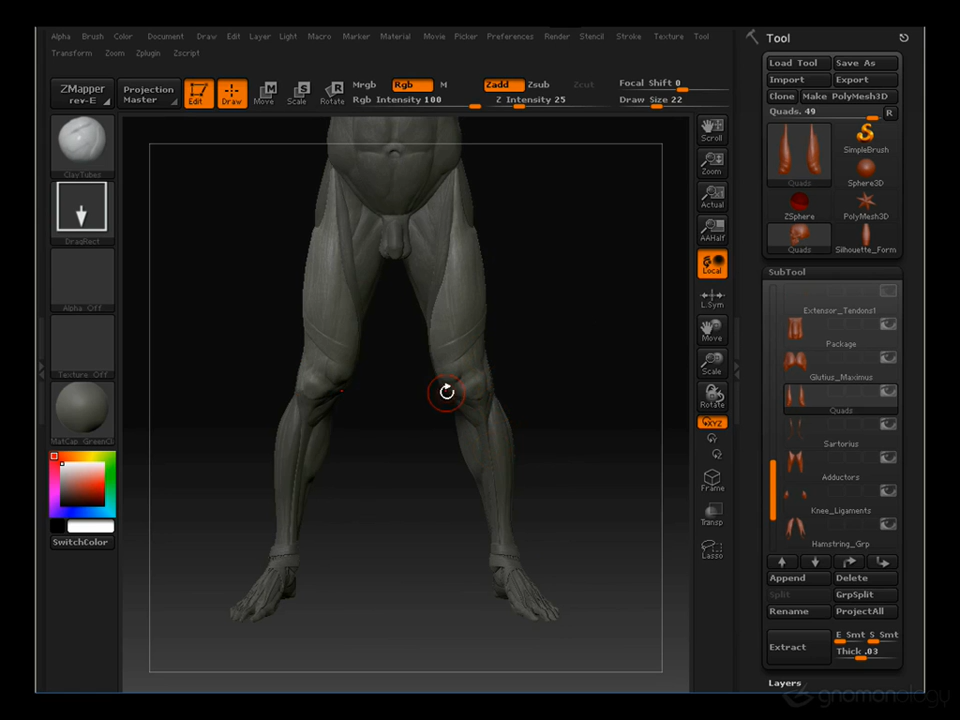 Alpha Brush Color Document Draw Edit Layer Light Macro Marker Material Movie Picker Preferences Render Stencil Stroke Texture Tool
Transform Zoom Zplugin Zscript
Tool
ZMapper
rev-E
Projection
Master
Edit
Draw
Move
Scale
Rotate
Mrgb
Rgb
M
Rgb Intensity 100
Zadd
Zsub
Zcut
Z Intensity 25
Focal Shift 0
Draw Size 22
ClayTubes
DragRect
Alpha Off
Texture Off
MatCap_GreenCl
SwitchColor
Scroll
Zoom
Actual
AAHalf
Local
L.Sym
Move
Scale
Rotate
XYZ
Frame
Transp
Lasso
Load Tool Save As
Import Export
Clone Make PolyMesh3D
Quads. 49
R
SimpleBrush
Quads
Sphere3D
ZSphere
PolyMesh3D
Quads
Silhouette_Form
SubTool
Extensor_Tendons1
Package
Glutius_Maximus
Quads
Sartorius
Adductors
Knee_Ligaments
Hamstring_Grp
Append Delete
Split GrpSplit
Rename ProjectAll
Extract
E Smt S Smt
Thick .03
Layers
gnomonology